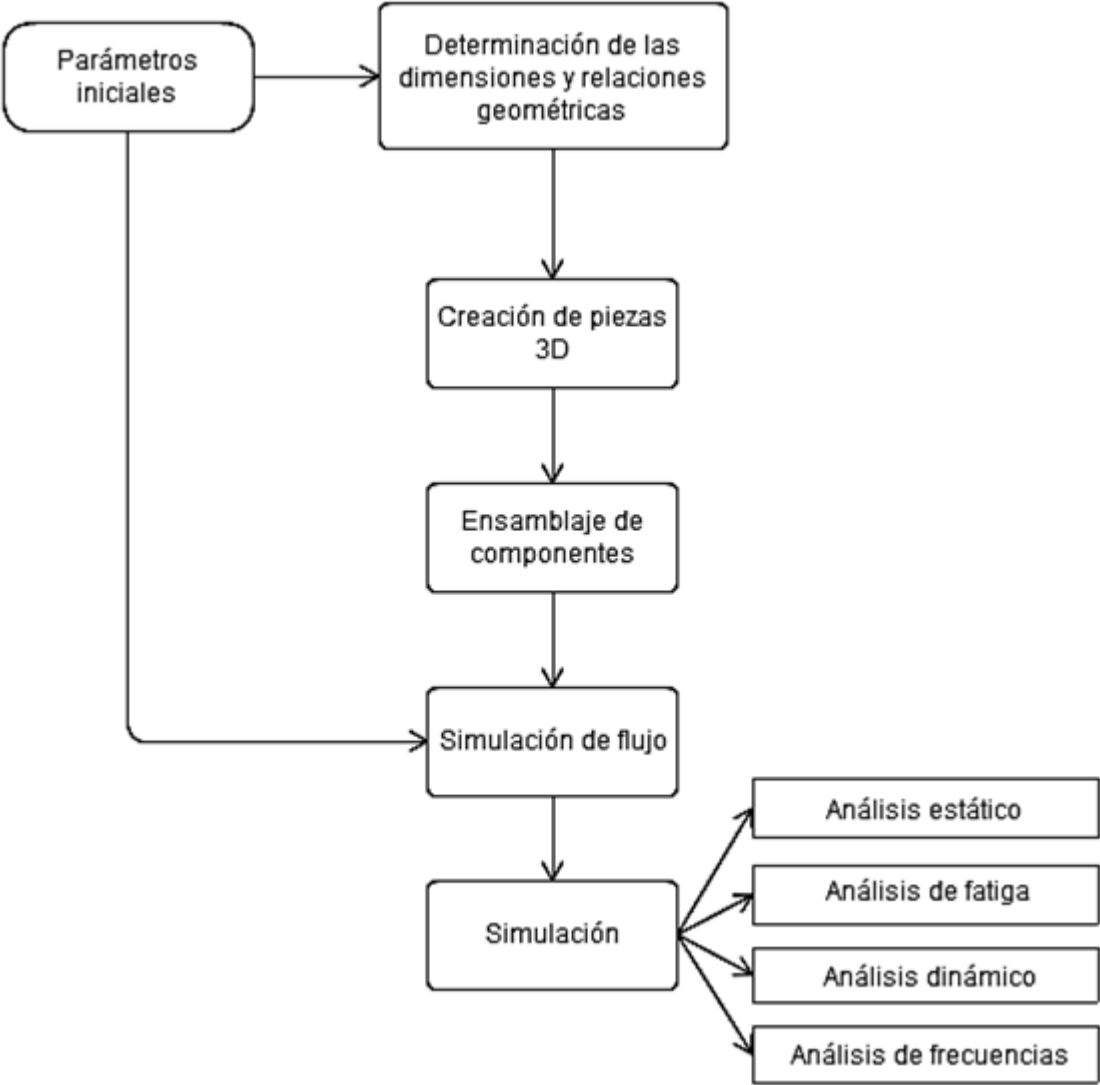 Parámetros
iniciales
Determinación de las
dimensiones y relaciones
geométricas
Creación de piezas
3D
Ensamblaje de
componentes
Simulación de flujo
Simulación
Análisis estático
Análisis de fatiga
Análisis dinámico
Análisis de frecuencias